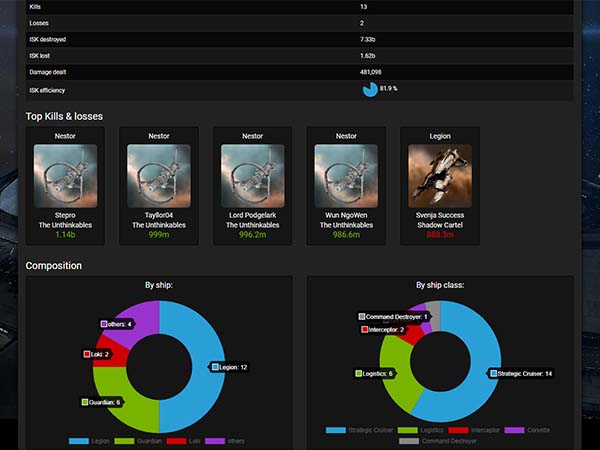 Kills 13
Losses 2
ISK destroyed 7.33b
ISK lost 1.62b
Damage dealt 481,098
ISK efficiency 81.9 %
Top Kills & losses
Nestor Nestor Nestor Nestor Legion
Stepro Tayllor04 Lord Podgelark Wun NgoWen Svenja Success
The Unthinkables The Unthinkables The Unthinkables The Unthinkables Shadow Cartel
1.14b 999m 996.2m 986.6m 888.3m
Composition
By ship: By ship class:
others: 4
Loki: 2
Legion: 12
Guardian: 6
Legion Guardian Loki others
Command Destroyer: 1
Interceptor: 2
Logistics: 6
Strategic Cruiser: 14
Strategic Cruiser Logistics Interceptor Corvette
Command Destroyer